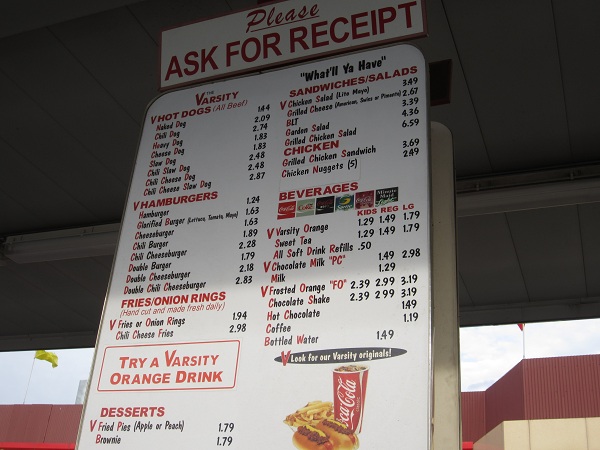 Please
ASK FOR RECEIPT
THE VARSITY
V HOT DOGS (All Beef)
Naked Dog 1.44
Chili Dog 2.09
Heavy Dog 2.74
Cheese Dog 1.83
Slaw Dog 1.83
Chili Slaw Dog 2.48
Chili Cheese Dog 2.48
Chili Cheese Slaw Dog 2.87
V HAMBURGERS
Hamburger 1.24
Glorified Burger (Lettuce, Tomato, Mayo) 1.63
Cheeseburger 1.63
Chili Burger 1.89
Chili Cheeseburger 2.28
Double Burger 1.79
Double Cheeseburger 2.18
Double Chili Cheeseburger 2.83
FRIES/ONION RINGS
(Hand cut and made fresh daily)
V Fries or Onion Rings 1.94
Chili Cheese Fries 2.98
TRY A VARSITY
ORANGE DRINK
DESSERTS
V Fried Pies (Apple or Peach) 1.79
Brownie 1.79
"What'll Ya Have"
SANDWICHES/SALADS
V Chicken Salad (Lite Mayo) 3.49
Grilled Cheese (American, Swiss or Pimento) 2.67
BLT 3.39
Garden Salad 4.36
Grilled Chicken Salad 6.59
CHICKEN
Grilled Chicken Sandwich 3.69
Chicken Nuggets (5) 2.49
BEVERAGES
Minute Maid
KIDS REG LG
V Varsity Orange 1.29 1.49 1.79
Sweet Tea 1.29 1.49 1.79
All Soft Drink Refills .50
V Chocolate Milk "PC" 1.49 2.98
Milk 1.29
V Frosted Orange "FO" 2.39 2.99 3.19
Chocolate Shake 2.39 2.99 3.19
Hot Chocolate 1.49
Coffee 1.19
Bottled Water 1.49
V Look for our Varsity originals!
Coca-Cola